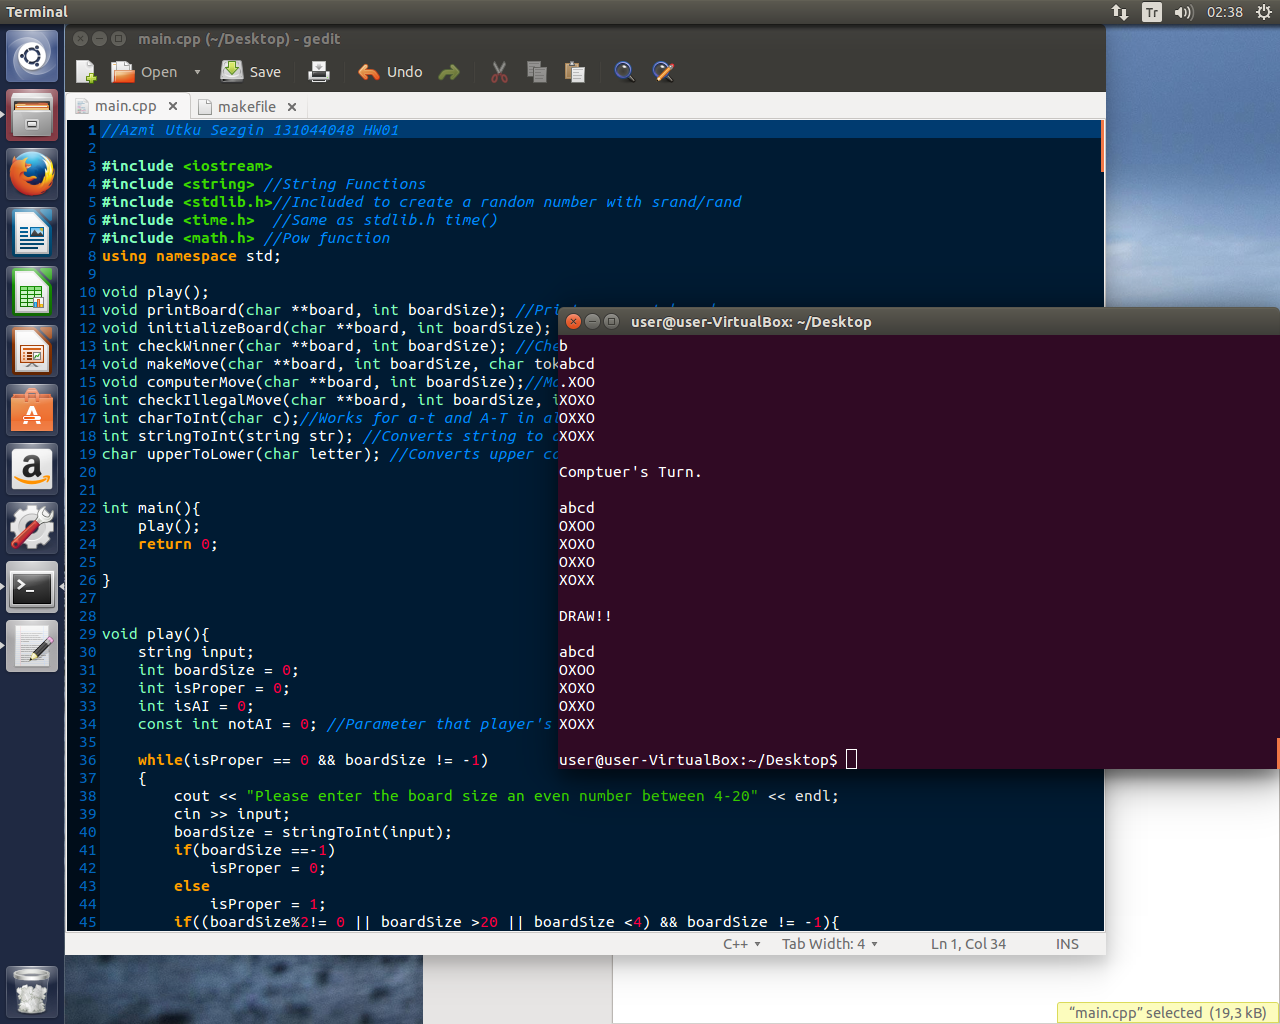 Terminal
Tr
02:38
main.cpp (~/Desktop) - gedit
Open
Save
Undo
main.cpp
makefile
1 //Azmi Utku Sezgin 131044048 HW01
2
3 #include <iostream>
4 #include <string> //String Functions
5 #include <stdlib.h>//Included to create a random number with srand/rand
6 #include <time.h>  //Same as stdlib.h time()
7 #include <math.h> //Pow function
8 using namespace std;
9
10 void play();
11 void printBoard(char **board, int boardSize);
12 void initializeBoard(char **board, int boardSize);
13 int checkWinner(char **board, int boardSize); //Che
14 void makeMove(char **board, int boardSize, char tok
15 void computerMove(char **board, int boardSize);//Mo
16 int checkIllegalMove(char **board, int boardSize, i
17 int charToInt(char c);//Works for a-t and A-T in al
18 int stringToInt(string str); //Converts string to
19 char upperToLower(char letter); //Converts upper ca
20
21
22 int main(){
23     play();
24     return 0;
25
26 }
27
28
29 void play(){
30     string input;
31     int boardSize = 0;
32     int isProper = 0;
33     int isAI = 0;
34     const int notAI = 0; //Parameter that player's
35
36     while(isProper == 0 && boardSize != -1)
37     {
38         cout << "Please enter the board size an even number between 4-20" << endl;
39         cin >> input;
40         boardSize = stringToInt(input);
41         if(boardSize ==-1)
42             isProper = 0;
43         else
44             isProper = 1;
45         if((boardSize%2!= 0 || boardSize >20 || boardSize <4) && boardSize != -1){
C++
Tab Width: 4
Ln 1, Col 34
INS
user@user-VirtualBox: ~/Desktop
b
abcd
.XOO
XOXO
OXXO
XOXX
Comptuer's Turn.
abcd
OXOO
XOXO
OXXO
XOXX
DRAW!!
abcd
OXOO
XOXO
OXXO
XOXX
user@user-VirtualBox:~/Desktop$
“main.cpp” selected (19,3 kB)